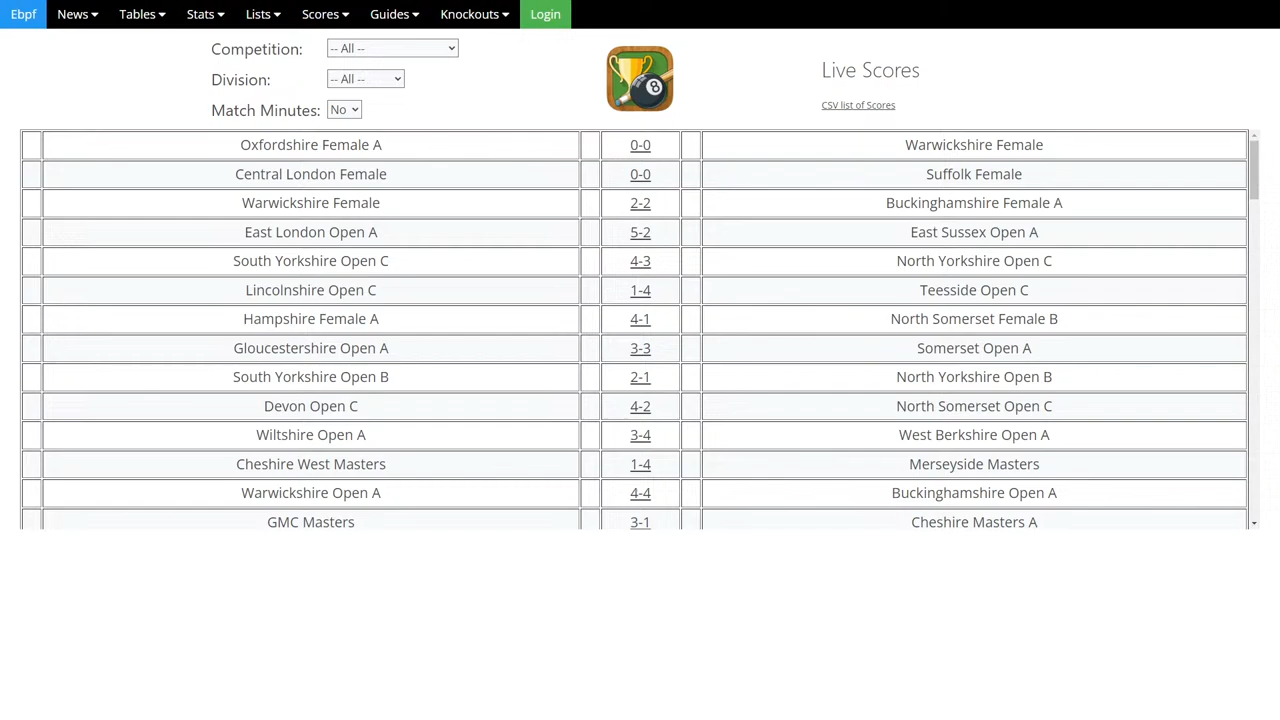 Ebpf News Tables Stats Lists Scores Guides Knockouts Login
Competition: -- All --
Division: -- All --
Match Minutes: No
8
Live Scores
CSV list of Scores
Oxfordshire Female A 0-0 Warwickshire Female
Central London Female 0-0 Suffolk Female
Warwickshire Female 2-2 Buckinghamshire Female A
East London Open A 5-2 East Sussex Open A
South Yorkshire Open C 4-3 North Yorkshire Open C
Lincolnshire Open C 1-4 Teesside Open C
Hampshire Female A 4-1 North Somerset Female B
Gloucestershire Open A 3-3 Somerset Open A
South Yorkshire Open B 2-1 North Yorkshire Open B
Devon Open C 4-2 North Somerset Open C
Wiltshire Open A 3-4 West Berkshire Open A
Cheshire West Masters 1-4 Merseyside Masters
Warwickshire Open A 4-4 Buckinghamshire Open A
GMC Masters 3-1 Cheshire Masters A